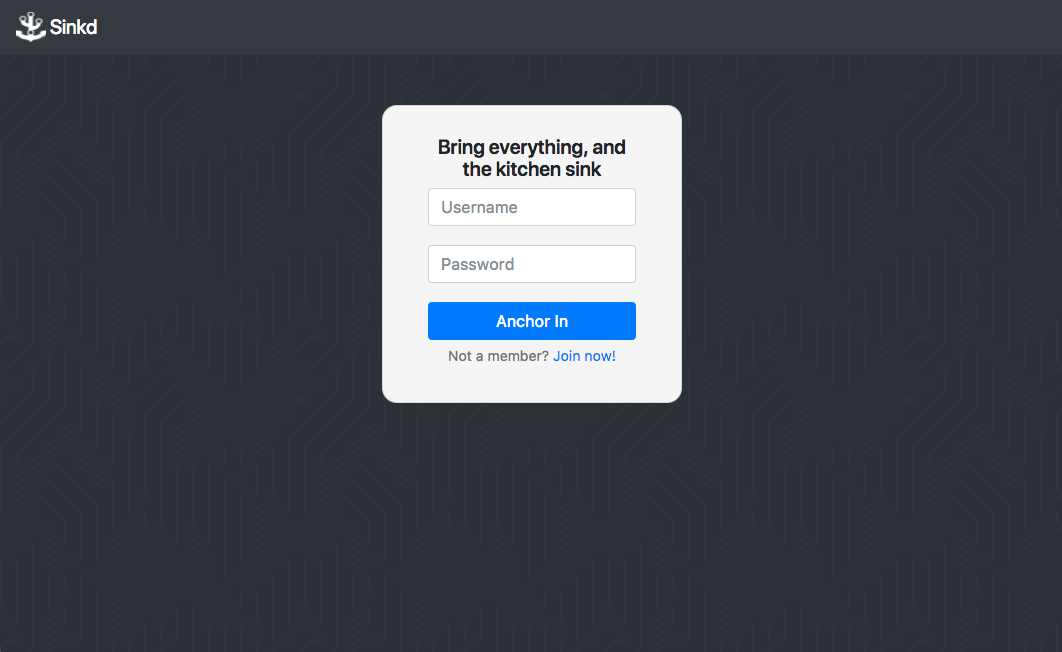 Sinkd
Bring everything, and
the kitchen sink
Username
Password
Anchor In
Not a member? Join now!